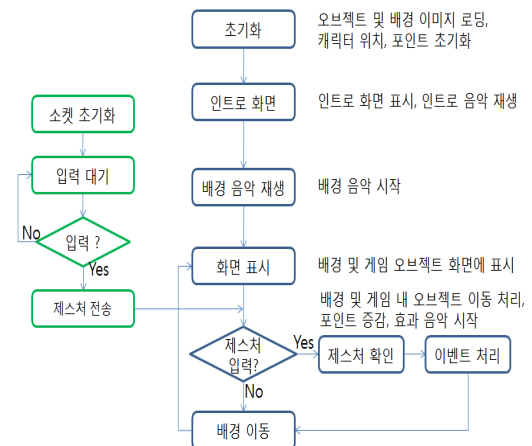 초기화
오브젝트 및 배경 이미지 로딩,
캐릭터 위치, 포인트 초기화
인트로 화면
인트로 화면 표시, 인트로 음악 재생
소켓 초기화
입력 대기
배경 음악 재생
배경 음악 시작
No
입력 ?
Yes
화면 표시
배경 및 게임 오브젝트 화면에 표시
제스처 전송
배경 및 게임 내 오브젝트 이동 처리,
포인트 증감, 효과 음악 시작
제스처
입력?
Yes
제스처 확인
이벤트 처리
No
배경 이동